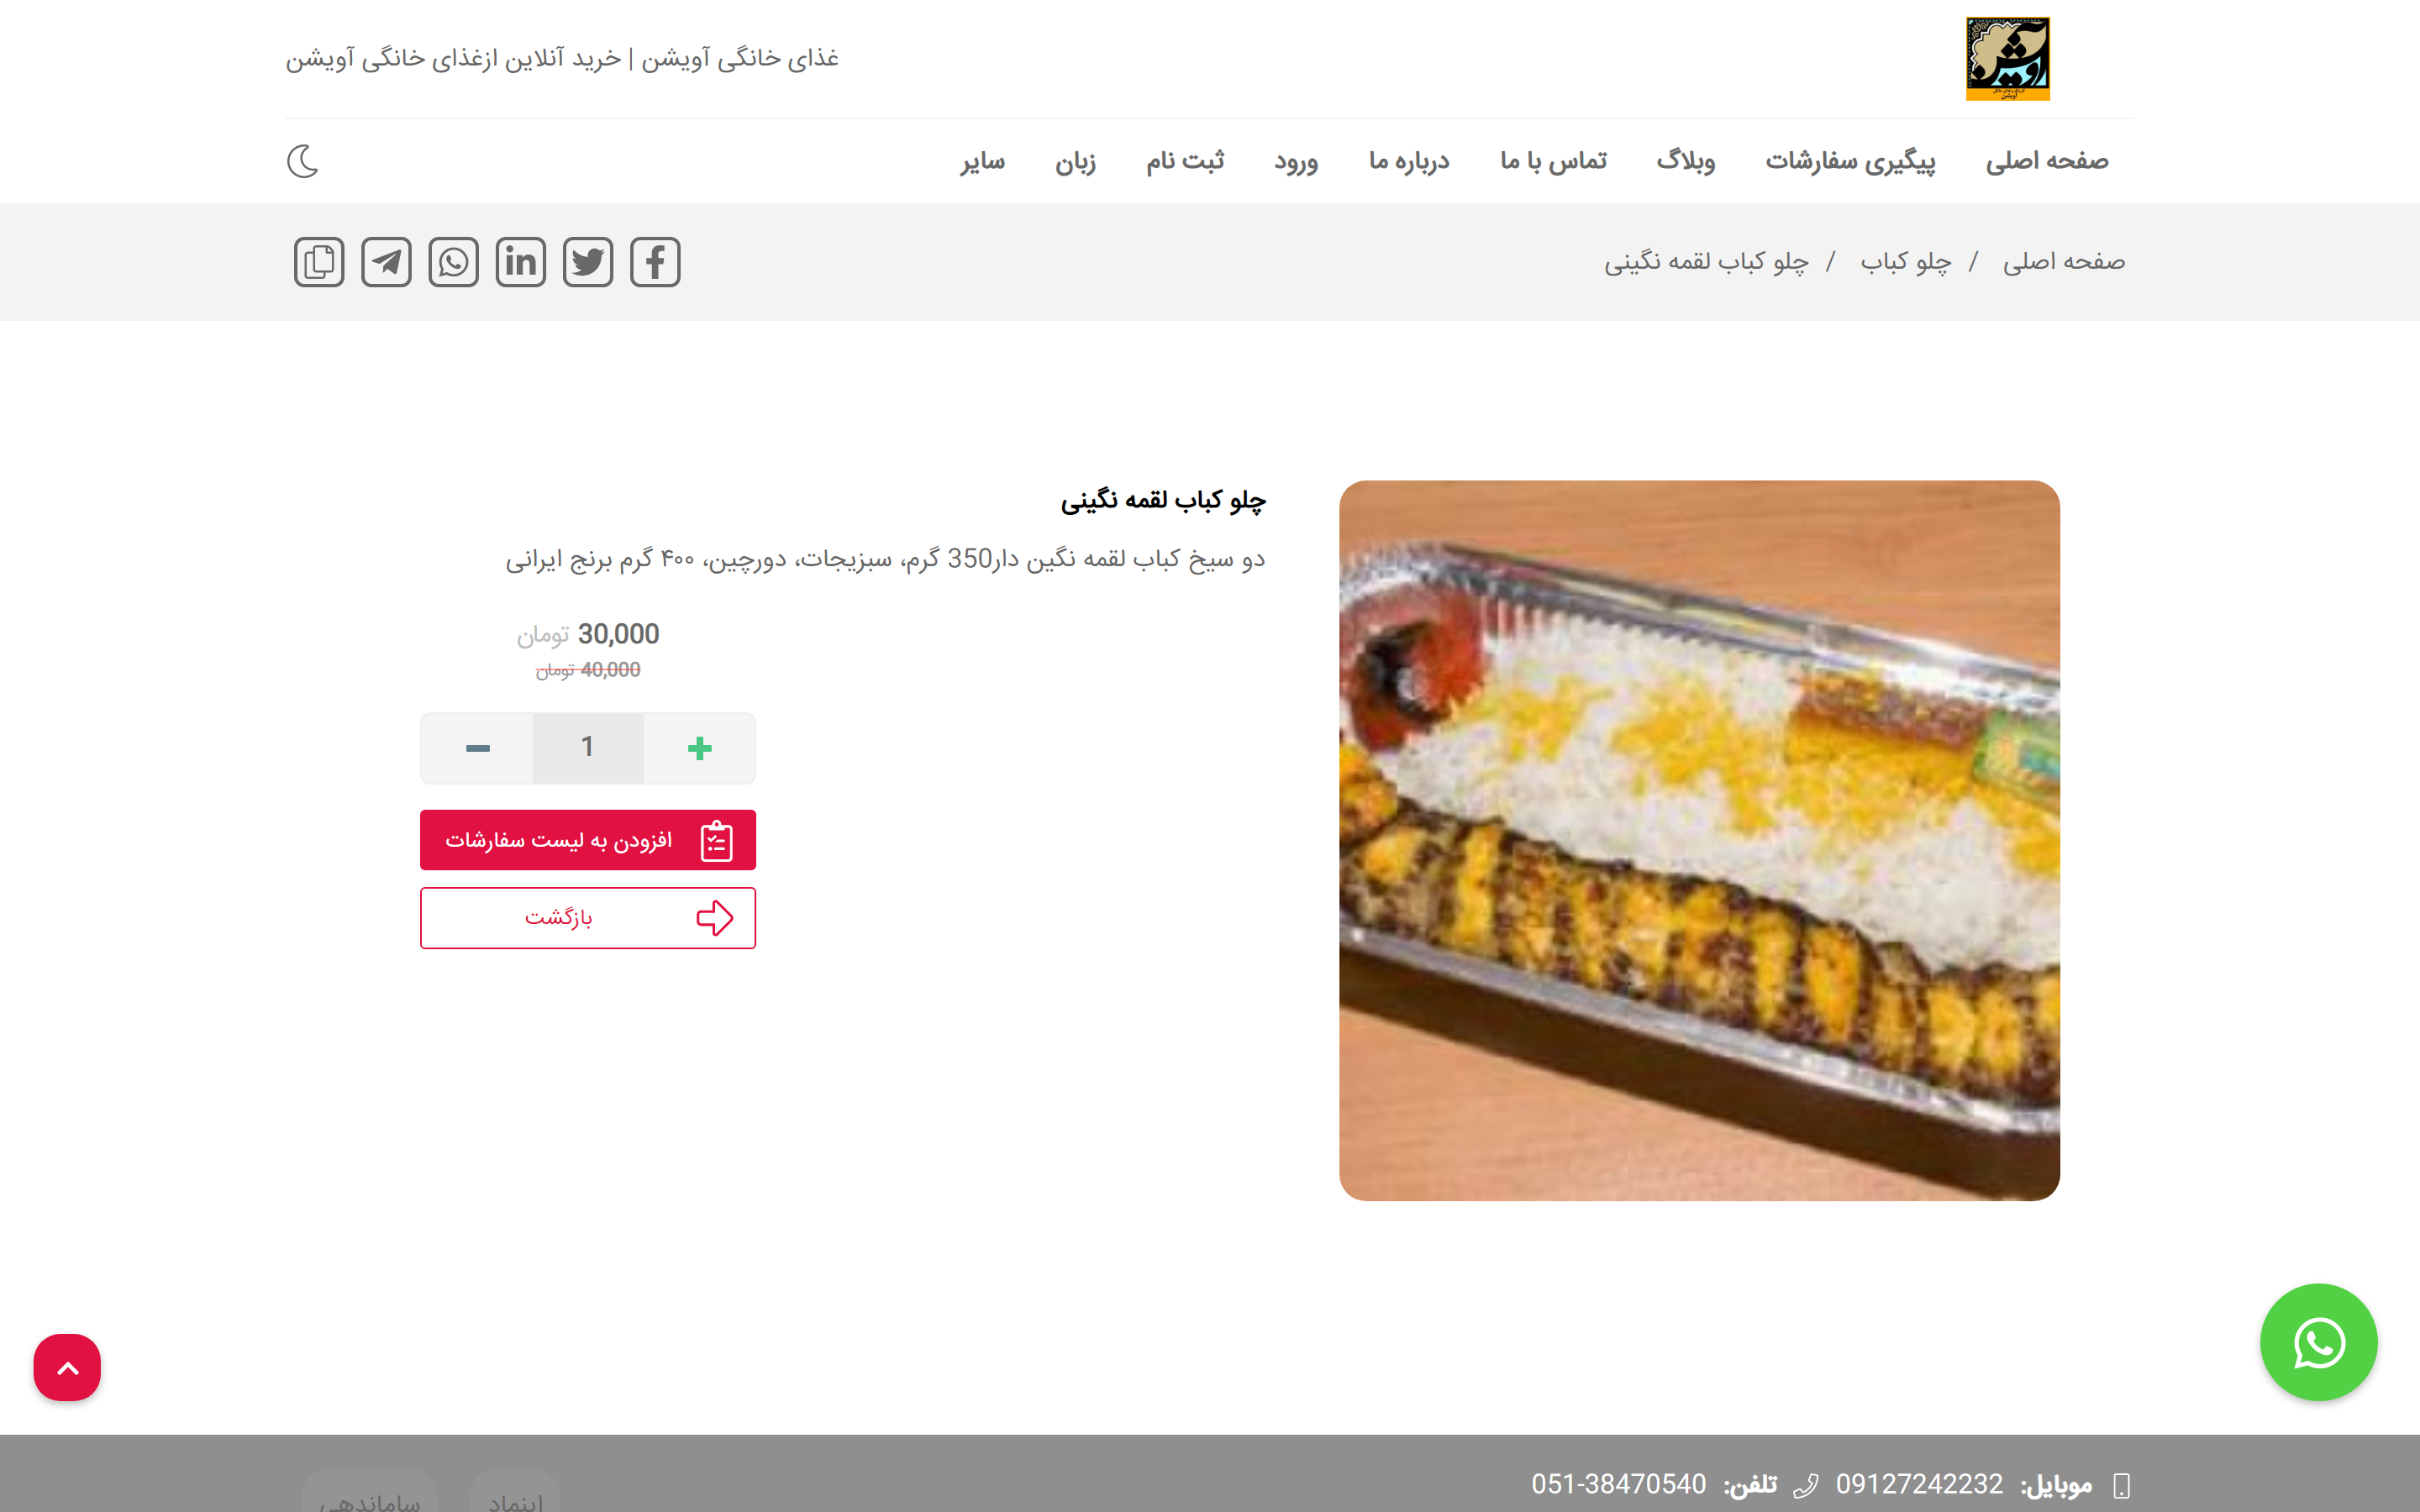 آویشن
غذای خانگی آویشن | خرید آنلاین ازغذای خانگی آویشن
صفحه اصلی پیگیری سفارشات وبلاگ تماس با ما درباره ما ورود ثبت نام زبان سایر
صفحه اصلی / چلو کباب / چلو کباب لقمه نگینی
چلو کباب لقمه نگینی
دو سیخ کباب لقمه نگین دار350 گرم، سبزیجات، دورچین، ۴۰۰ گرم برنج ایرانی
30,000 تومان
40,000 تومان
1
افزودن به لیست سفارشات
بازگشت
موبایل: 09127242232 تلفن: 051-38470540
اینماد ساماندهی